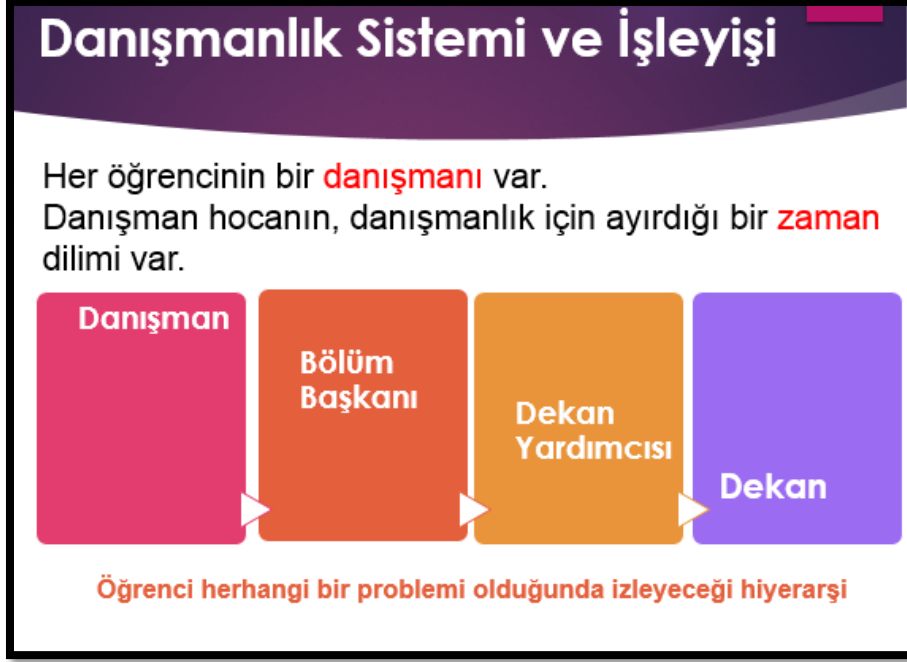 Danışmanlık Sistemi ve İşleyişi
Her öğrencinin bir danışmanı var.
Danışman hocanın, danışmanlık için ayırdığı bir zaman
dilimi var.
Danışman
Bölüm
Başkanı
Dekan
Yardımcısı
Dekan
Öğrenci herhangi bir problemi olduğunda izleyeceği hiyerarşi